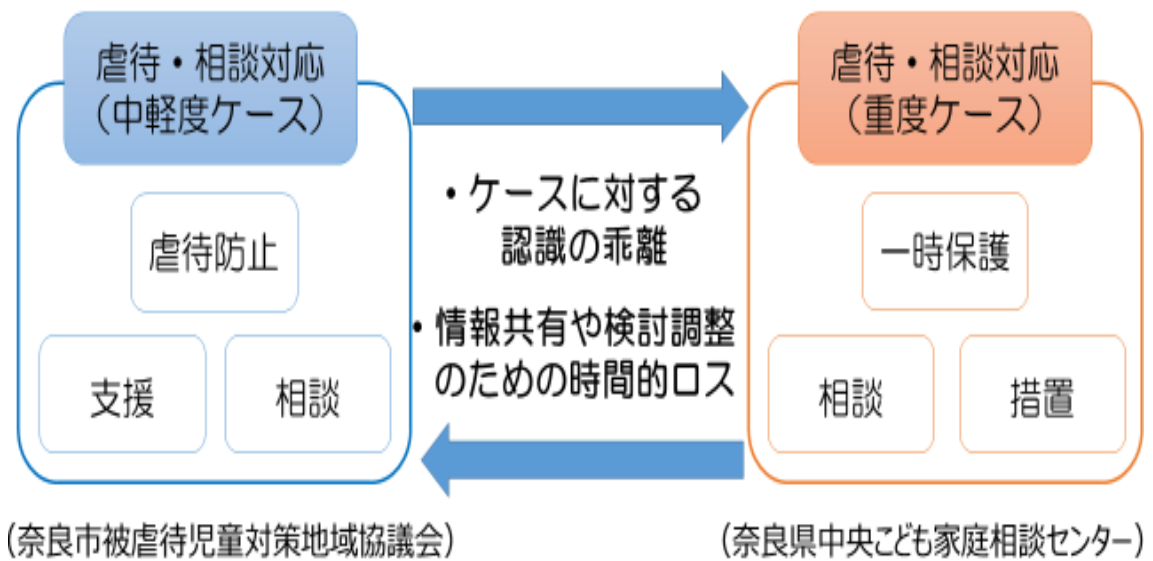 虐待・相談対応
（中軽度ケース）
虐待防止
支援
相談
・ケースに対する
認識の乖離
・情報共有や検討調整
のための時間的ロス
虐待・相談対応
（重度ケース）
一時保護
相談
措置
（奈良市被虐待児童対策地域協議会）
（奈良県中央こども家庭相談センター）